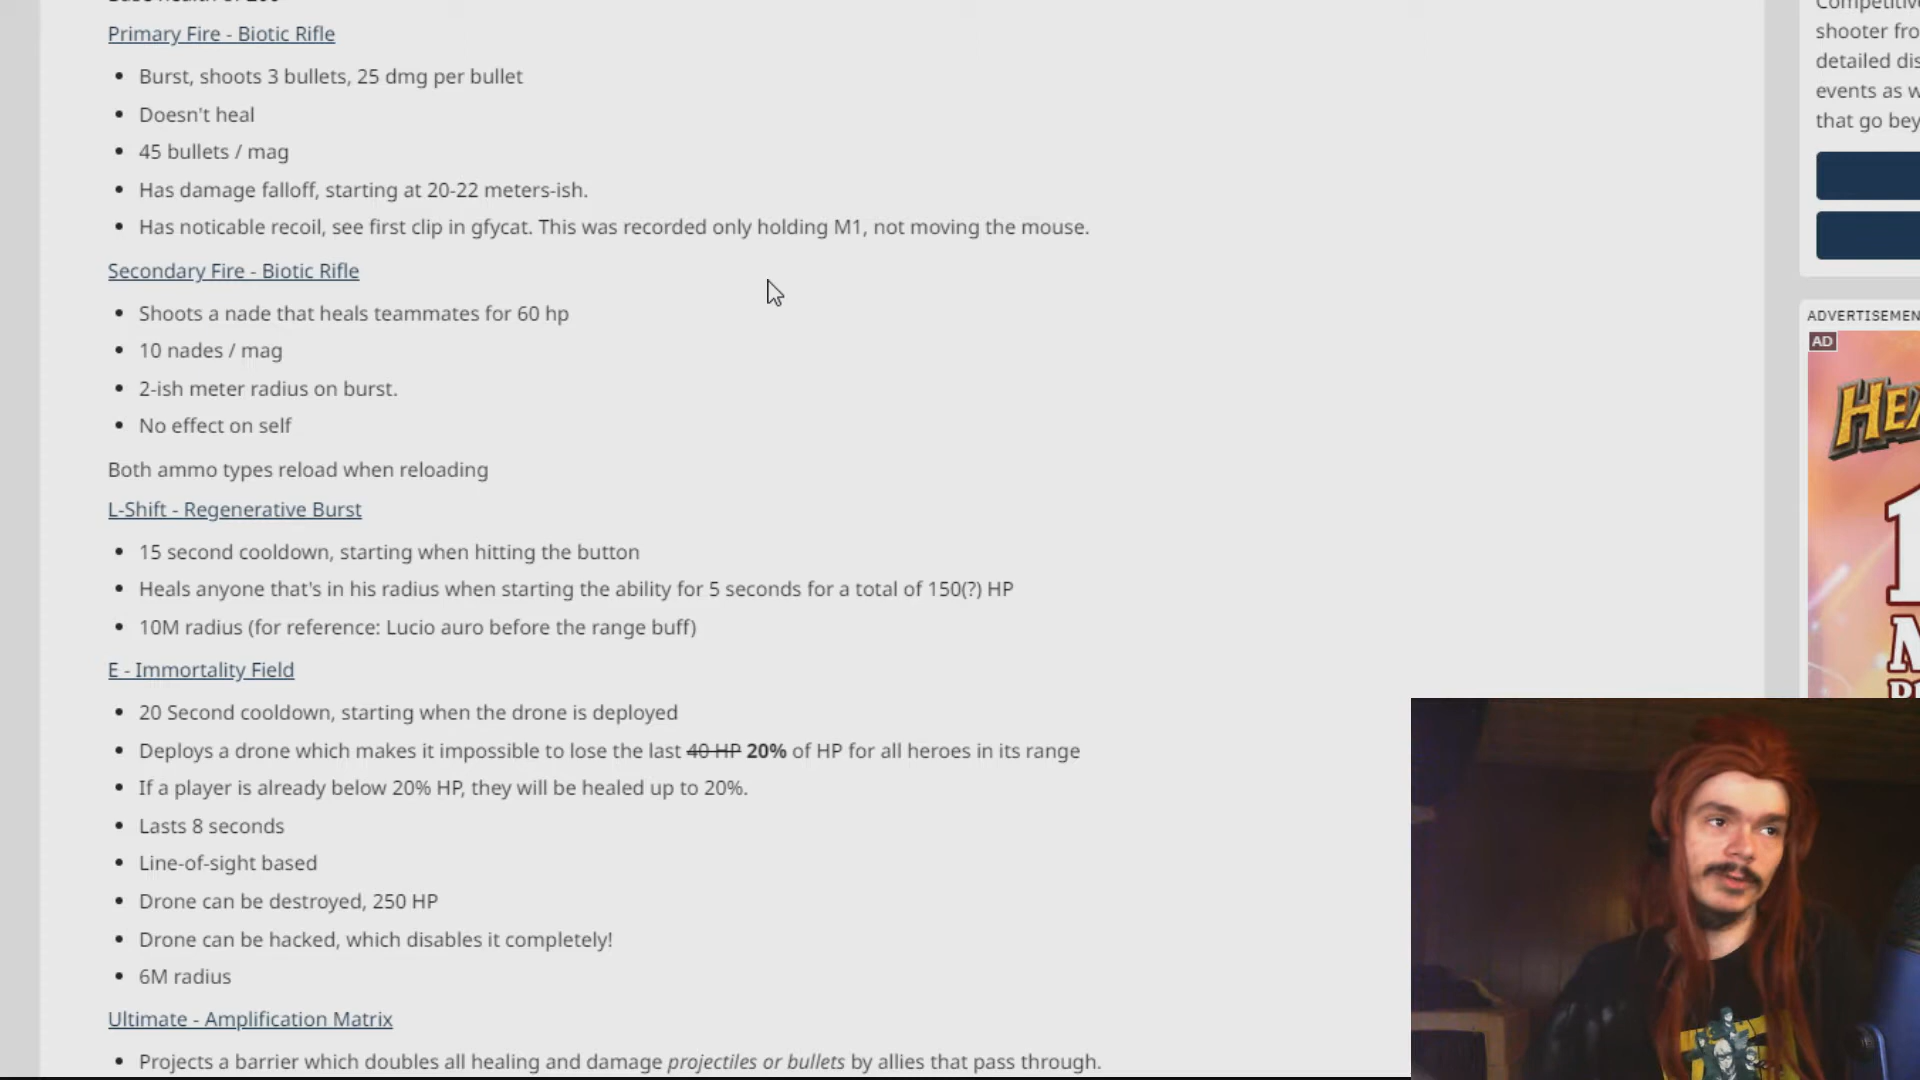 Primary Fire - Biotic Rifle
Burst, shoots 3 bullets, 25 dmg per bullet
Doesn't heal
45 bullets / mag
Has damage falloff, starting at 20-22 meters-ish.
Has noticable recoil, see first clip in gfycat. This was recorded only holding M1, not moving the mouse.
Secondary Fire - Biotic Rifle
Shoots a nade that heals teammates for 60 hp
10 nades / mag
2-ish meter radius on burst.
No effect on self
Both ammo types reload when reloading
L-Shift - Regenerative Burst
15 second cooldown, starting when hitting the button
Heals anyone that's in his radius when starting the ability for 5 seconds for a total of 150(?) HP
10M radius (for reference: Lucio auro before the range buff)
E - Immortality Field
20 Second cooldown, starting when the drone is deployed
Deploys a drone which makes it impossible to lose the last 40 HP 20% of HP for all heroes in its range
If a player is already below 20% HP, they will be healed up to 20%.
Lasts 8 seconds
Line-of-sight based
Drone can be destroyed, 250 HP
Drone can be hacked, which disables it completely!
6M radius
Ultimate - Amplification Matrix
Projects a barrier which doubles all healing and damage projectiles or bullets by allies that pass through.
shooter fro
detailed dis
events as w
that go bey
ADVERTISEMEN
AD